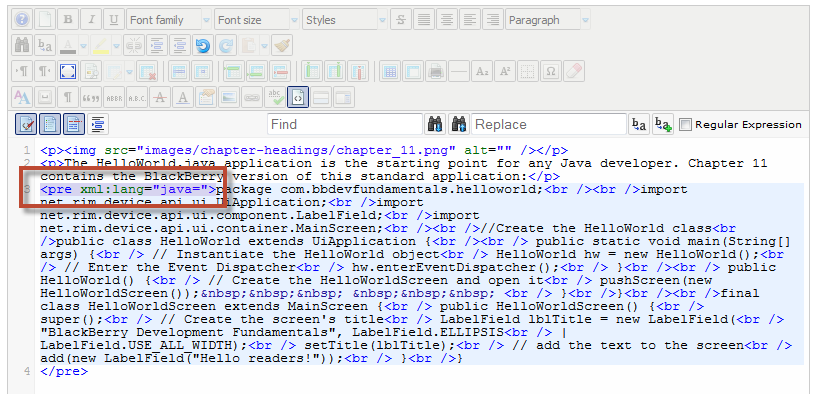 Font family Font size Styles Paragraph
Find Replace Regular Expression
1 <p><img src="images/chapter-headings/chapter_11.png" alt="" /></p>
2 <p>The HelloWorld.java application is the starting point for any Java developer. Chapter 11
contains the BlackBerry version of this standard application:</p>
3 <pre xml:lang="java=">package com.bbdevfundamentals.helloworld;<br /><br />import
net.rim.device.api.ui.UiApplication;<br />import
net.rim.device.api.ui.component.LabelField;<br />import
net.rim.device.api.ui.container.MainScreen;<br /><br />//Create the HelloWorld class<br
/>public class HelloWorld extends UiApplication {<br /><br /> public static void main(String[]
args) {<br /> // Instantiate the HelloWorld object<br /> HelloWorld hw = new HelloWorld();<br
/> // Enter the Event Dispatcher<br /> hw.enterEventDispatcher();<br /> }<br /><br /> public
HelloWorld() {<br /> // Create the HelloWorldScreen and open it<br /> pushScreen(new
HelloWorldScreen());&nbsp;&nbsp;&nbsp; &nbsp;&nbsp;&nbsp; <br /> }<br />}<br /><br />final
class HelloWorldScreen extends MainScreen {<br /> public HelloWorldScreen() {<br />
super();<br /> // Create the screen's title<br /> LabelField lblTitle = new LabelField(<br />
"BlackBerry Development Fundamentals", LabelField.ELLIPSIS<br /> |
LabelField.USE_ALL_WIDTH);<br /> setTitle(lblTitle);<br /> // add the text to the screen<br />
add(new LabelField("Hello readers!"));<br /> }<br />}
4 </pre>